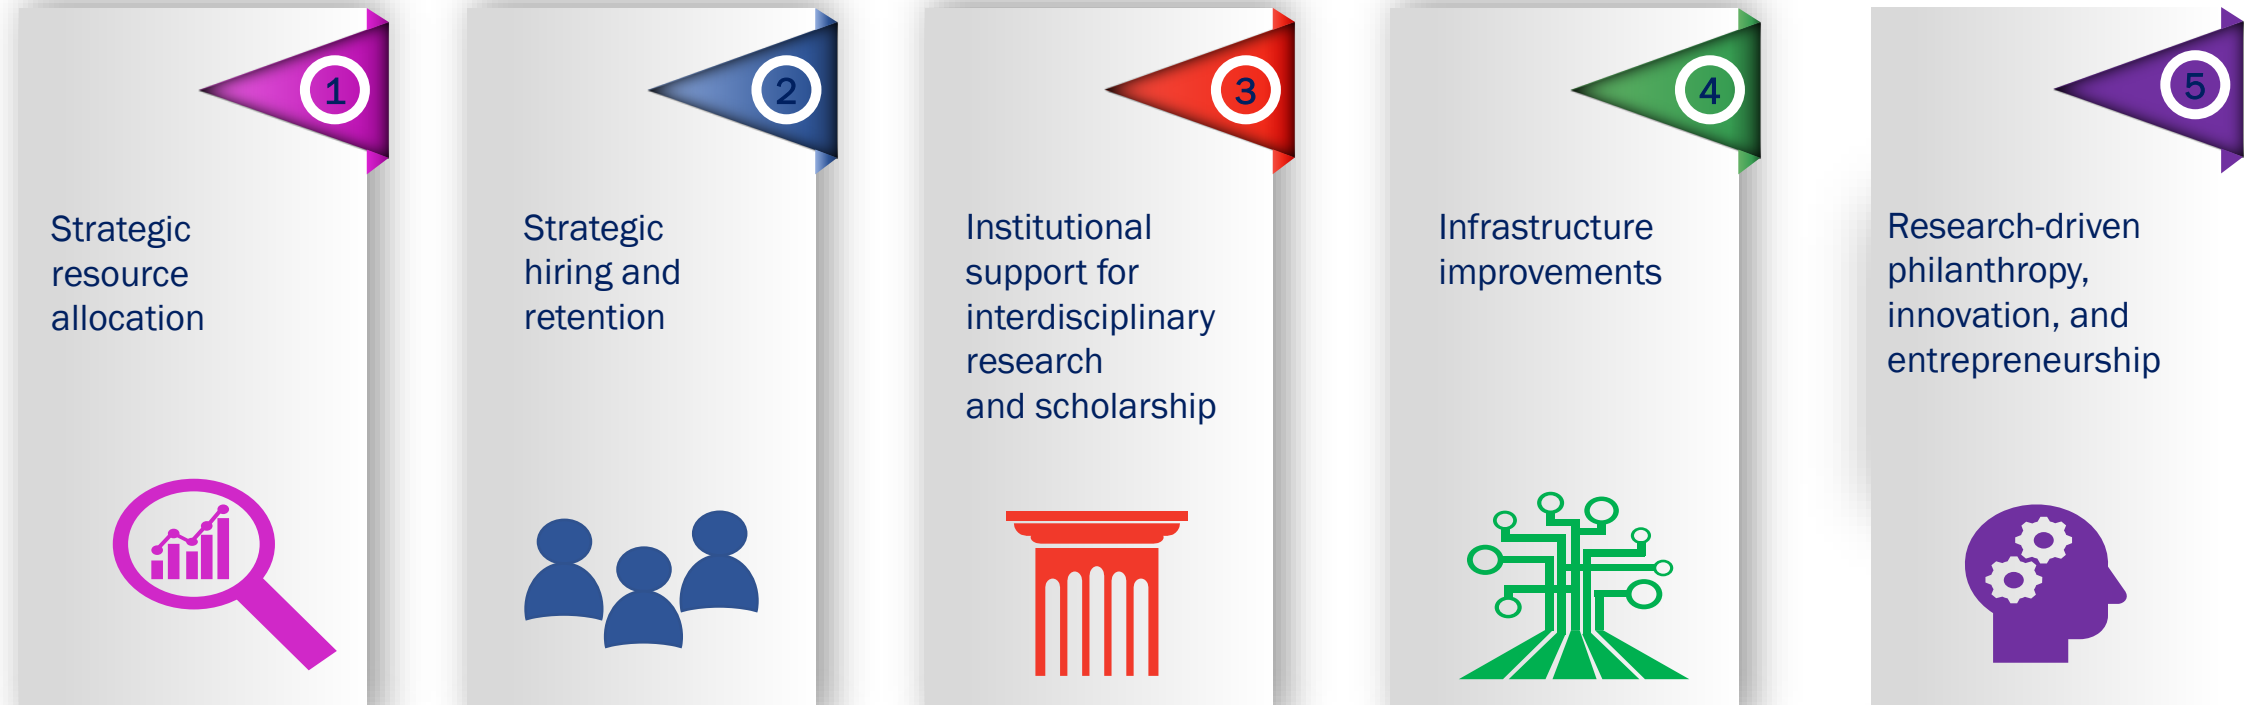 1
Strategic
resource
allocation
2
Strategic
hiring and
retention
3
Institutional
support for
interdisciplinary
research
and scholarship
4
Infrastructure
improvements
5
Research-driven
philanthropy,
innovation, and
entrepreneurship